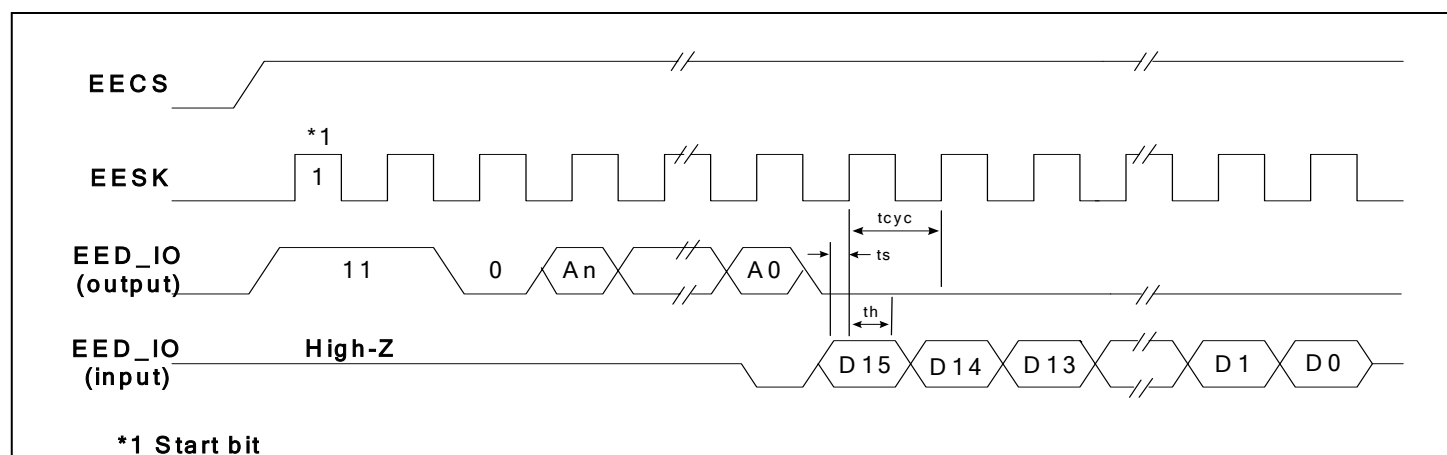 EECS
*1
EESK
1
tcyc
EED_IO
(output)
11
0
An
A0
ts
th
EED_IO
(input)
High-Z
D15
D14
D13
D1
D0
*1 Start bit